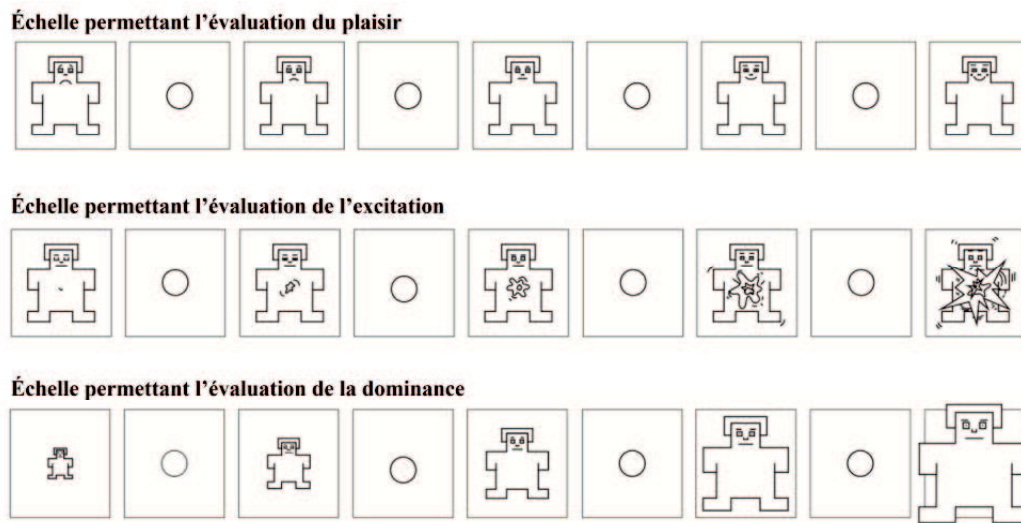 Échelle permettant l’évaluation du plaisir
Échelle permettant l’évaluation de l’excitation
Échelle permettant l’évaluation de la dominance